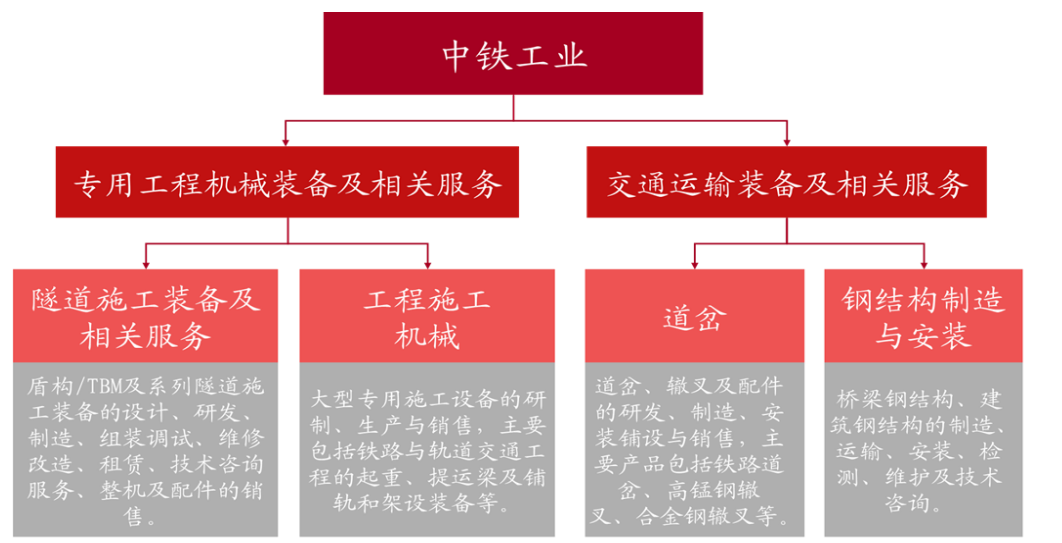 中铁工业
专用工程机械装备及相关服务
交通运输装备及相关服务
隧道施工装备及
相关服务
盾构/TBM及系列隧道施
工装备的设计、研发、
制造、组装调试、维修
改造、租赁、技术咨询
服务、整机及配件的销
售。
工程施工
机械
大型专用施工设备的研
制、生产与销售，主要
包括铁路与轨道交通工
程的起重、提运梁及铺
轨和架设装备等。
道岔
道岔、辙叉及配件
的研发、制造、安
装铺设与销售，主
要产品包括铁路道
岔、高锰钢辙
叉、合金钢辙叉等。
钢结构制造
与安装
桥梁钢结构、建
筑钢结构的制造、
运输、安装、检
测、维护及技术
咨询。